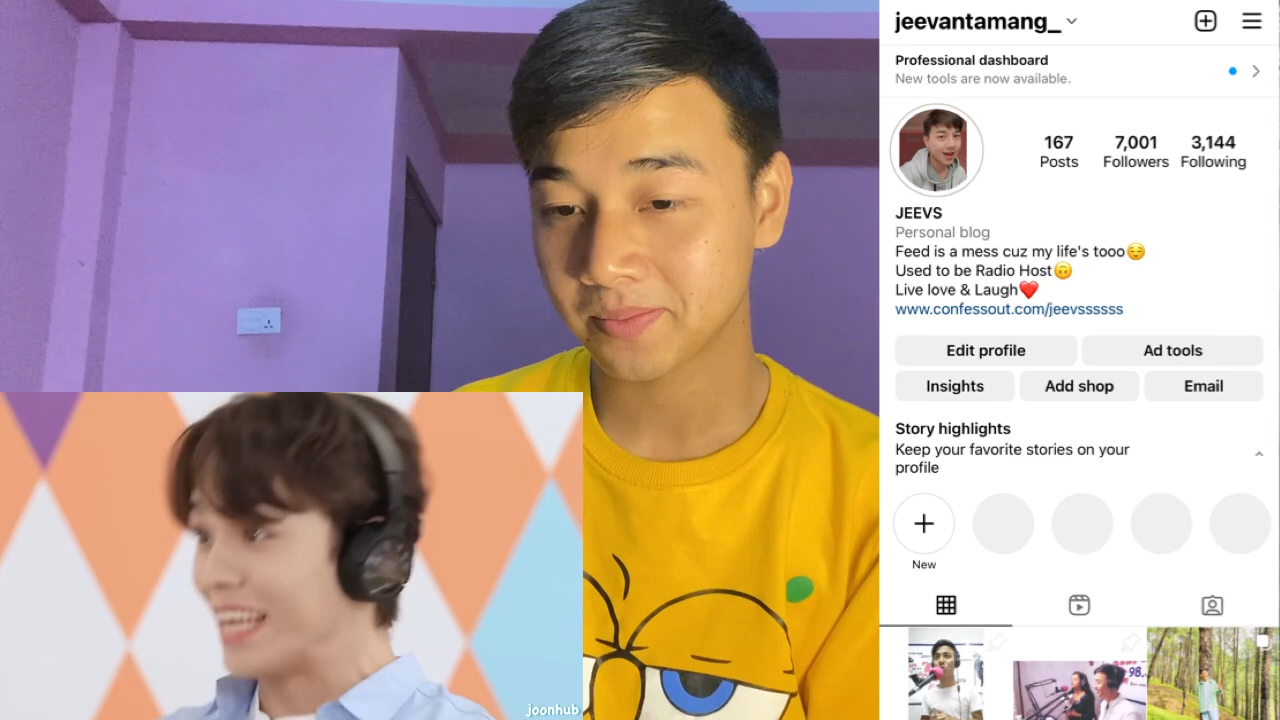 jeevantamang_
Professional dashboard
New tools are now available.
167 7,001 3,144
Posts Followers Following
JEEVS
Personal blog
Feed is a mess cuz my life's tooo😌
Used to be Radio Host🙃
Live love & Laugh❤️
www.confessout.com/jeevssssss
Edit profile Ad tools
Insights Add shop Email
Story highlights
Keep your favorite stories on your
profile
New
98.
joonhub